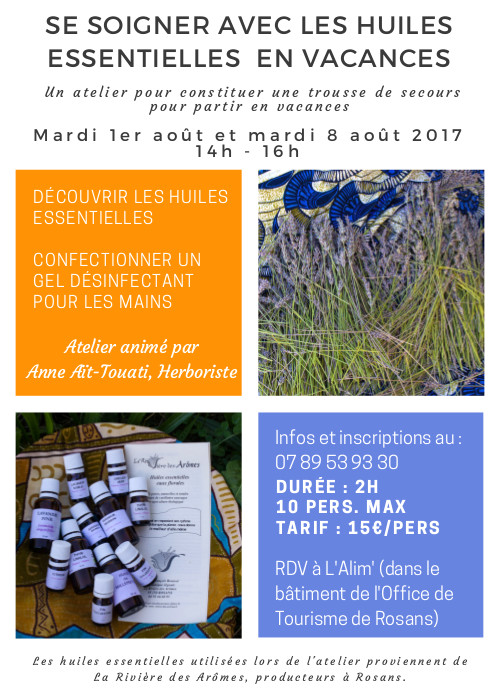 SE SOIGNER AVEC LES HUILES
ESSENTIELLES EN VACANCES
Un atelier pour constituer une trousse de secours
pour partir en vacances
Mardi 1er août et mardi 8 août 2017
14h - 16h
DÉCOUVRIR LES HUILES
ESSENTIELLES
CONFECTIONNER UN
GEL DÉSINFECTANT
POUR LES MAINS
Atelier animé par
Anne Aït-Touati, Herboriste
Arômes
Huiles essentielles
Infos et inscriptions au :
07 89 53 93 30
DURÉE : 2H
10 PERS. MAX
TARIF : 15€/PERS
RDV à L'Alim' (dans le
bâtiment de l'Office de
Tourisme de Rosans)
Les huiles essentielles utilisées lors de l'atelier proviennent de
La Rivière des Arômes, producteurs à Rosans.